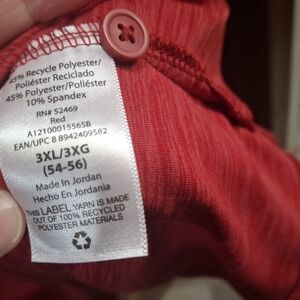 45% Recycle Polyester/
Poliéster Reciclado
45% Polyester/Poliéster
10% Spandex
RN# 52469
Red
A121000155658
EAN/UPC 8 8942409582
3XL/3XG
(54-56)
Made In Jordan
Hecho En Jordania
THIS LABEL YARN IS MADE
OUT OF 100% RECYCLED
POLYESTER MATERIALS